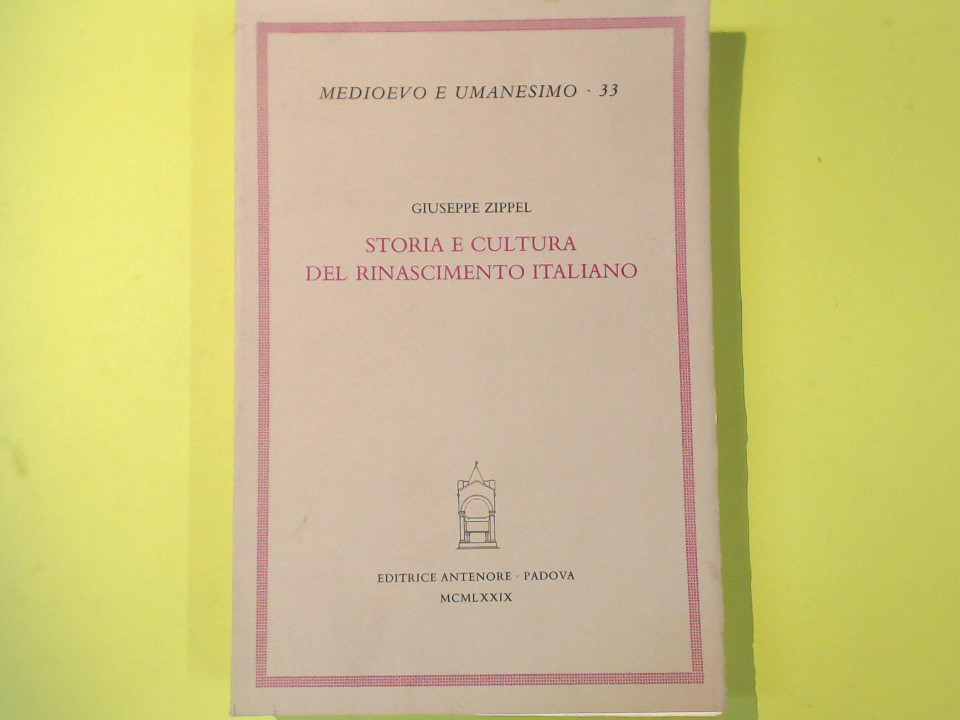 MEDIOEVO E UMANESIMO · 33
GIUSEPPE ZIPPEL
STORIA E CULTURA
DEL RINASCIMENTO ITALIANO
EDITRICE ANTENORE · PADOVA
MCMLXXIX